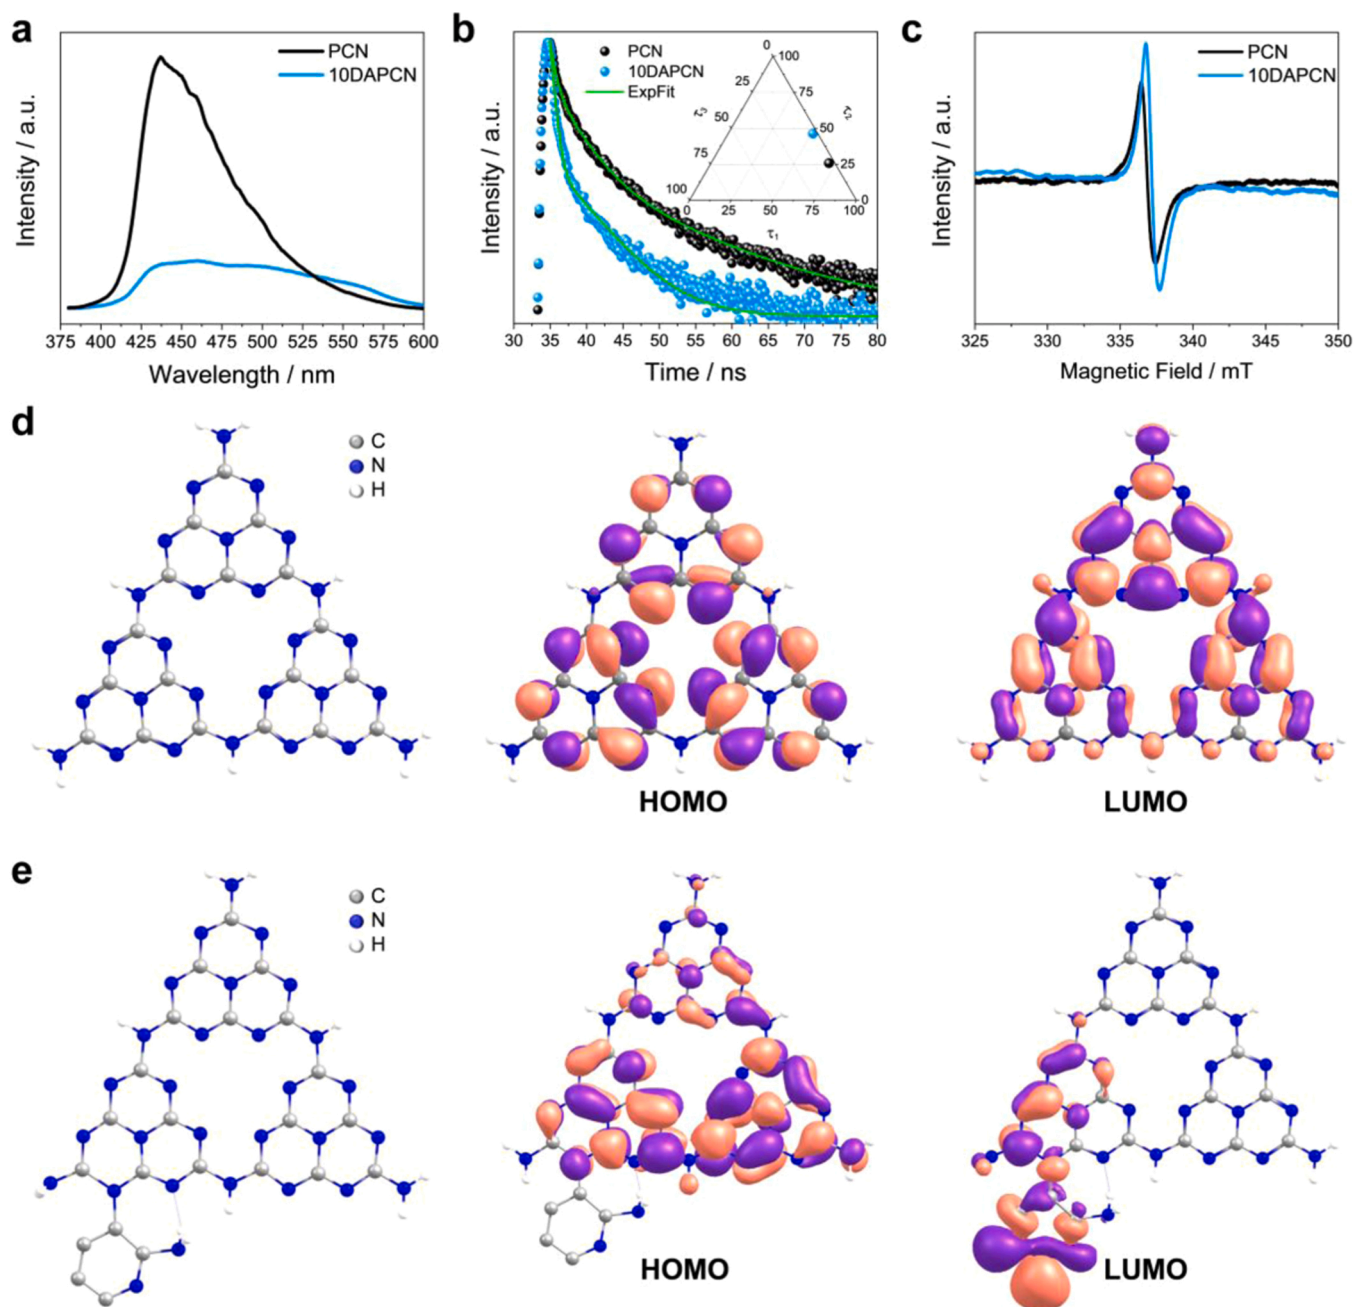 a
Intensity / a.u.
PCN
10DAPCN
375 400 425 450 475 500 525 550 575 600
Wavelength / nm
b
Intensity / a.u.
PCN
10DAPCN
ExpFit
0
100
25
75
τ2
τ3
50
50
75
25
100
0
0 25 50 75 100
τ1
30 35 40 45 50 55 60 65 70 75 80
Time / ns
c
Intensity / a.u.
PCN
10DAPCN
325 330 335 340 345 350
Magnetic Field / mT
d
C
N
H
HOMO
LUMO
e
C
N
H
HOMO
LUMO